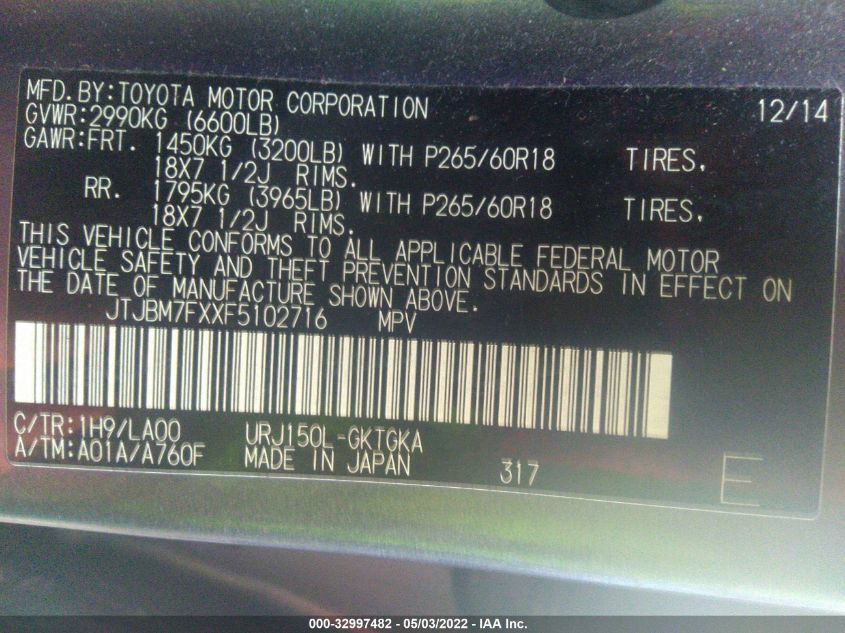 MFD. BY: TOYOTA MOTOR CORPORATION 12/14
GVWR: 2990KG (6600LB)
GAWR: FRT. 1450KG (3200LB) WITH P265/60R18 TIRES,
18X7 1/2J RIMS.
RR. 1795KG (3965LB) WITH P265/60R18 TIRES,
18X7 1/2J RIMS.
THIS VEHICLE CONFORMS TO ALL APPLICABLE FEDERAL MOTOR
VEHICLE SAFETY AND THEFT PREVENTION STANDARDS IN EFFECT ON
THE DATE OF MANUFACTURE SHOWN ABOVE.
JTJBM7FXXF5102716 MPV
C/TR: 1H9/LA00 URJ150L-GKTGKA
A/TM: A01A/A760F MADE IN JAPAN 317 E
000-32997482 - 05/03/2022 - IAA Inc.